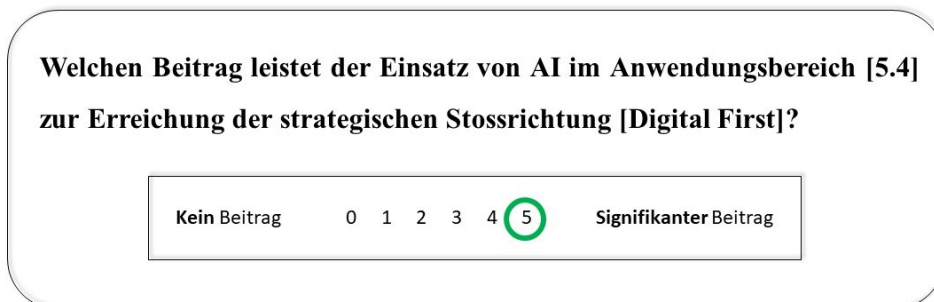 Welchen Beitrag leistet der Einsatz von AI im Anwendungsbereich [5.4]
zur Erreichung der strategischen Stossrichtung [Digital First]?
Kein Beitrag 0 1 2 3 4 5 Signifikanter Beitrag